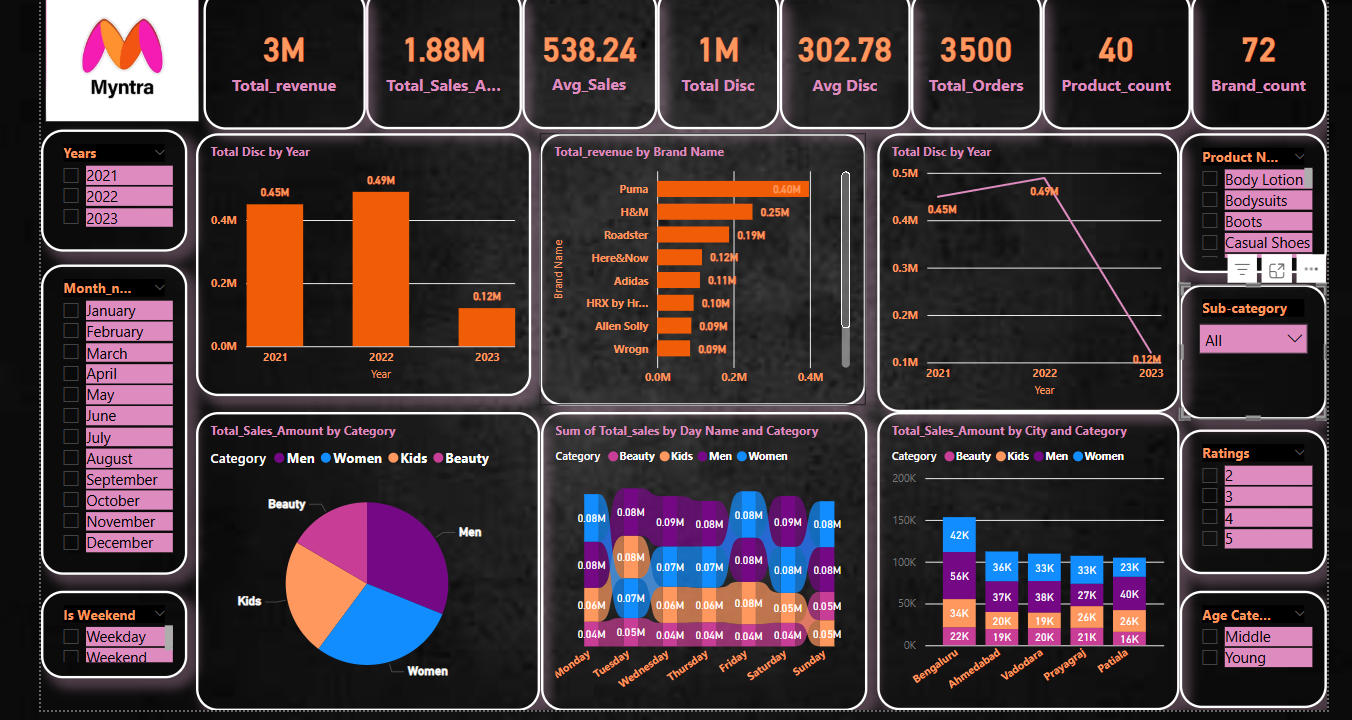 Myntra
3M
Total_revenue
1.88M
Total_Sales_A...
538.24
Avg_Sales
1M
Total Disc
302.78
Avg Disc
3500
Total_Orders
40
Product_count
72
Brand_count
Years
2021
2022
2023
Month_n...
January
February
March
April
May
June
July
August
September
October
November
December
Is Weekend
Weekday
Weekend
Total Disc by Year
0.4M
0.2M
0.0M
0.45M
0.49M
0.12M
2021
2022
2023
Year
Total_revenue by Brand Name
Brand Name
Puma
0.40M
H&M
0.25M
Roadster
0.19M
Here&Now
0.12M
Adidas
0.11M
HRX by Hr...
0.10M
Allen Solly
0.09M
Wrogn
0.09M
0.0M
0.2M
0.4M
Total Disc by Year
0.5M
0.4M
0.3M
0.2M
0.1M
0.45M
0.49M
0.12M
2021
2022
2023
Year
Total_Sales_Amount by Category
Category Men Women Kids Beauty
Beauty
Men
Kids
Women
Sum of Total_sales by Day Name and Category
Category Beauty Kids Men Women
0.08M 0.08M 0.09M 0.08M 0.08M 0.09M 0.08M
0.08M 0.08M 0.07M 0.07M 0.08M 0.08M 0.08M
0.06M 0.07M 0.06M 0.06M 0.08M 0.05M 0.05M
0.04M 0.05M 0.04M 0.04M 0.04M 0.04M 0.05M
Monday
Tuesday
Wednesday
Thursday
Friday
Saturday
Sunday
Total_Sales_Amount by City and Category
Category Beauty Kids Men Women
200K
150K
100K
50K
0K
42K 36K 33K 33K 23K
56K 37K 38K 27K 40K
34K 20K 19K 26K 26K
22K 19K 20K 21K 16K
Bengaluru
Ahmedabad
Vadodara
Prayagraj
Patiala
Product N...
Body Lotion
Bodysuits
Boots
Casual Shoes
Sub-category
All
Ratings
2
3
4
5
Age Cate...
Middle
Young